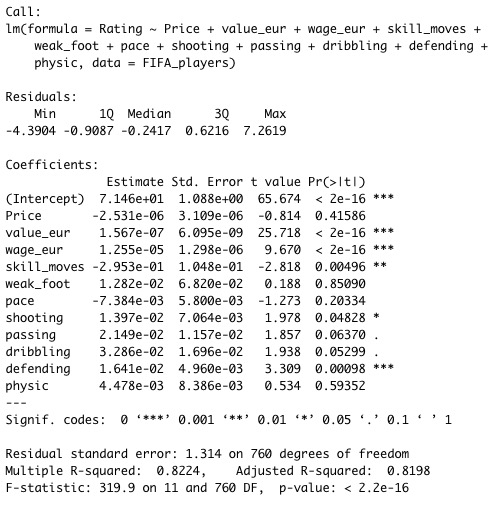 Call:
lm(formula = Rating ~ Price + value_eur + wage_eur + skill_moves +
    weak_foot + pace + shooting + passing + dribbling + defending +
    physic, data = FIFA_players)

Residuals:
    Min      1Q  Median      3Q     Max
-4.3904 -0.9087 -0.2417  0.6216  7.2619

Coefficients:
              Estimate Std. Error t value Pr(>|t|)
(Intercept)  7.146e+01  1.088e+00  65.674  < 2e-16 ***
Price       -2.531e-06  3.109e-06  -0.814  0.41586
value_eur    1.567e-07  6.095e-09  25.718  < 2e-16 ***
wage_eur     1.255e-05  1.298e-06   9.670  < 2e-16 ***
skill_moves -2.953e-01  1.048e-01  -2.818  0.00496 **
weak_foot    1.282e-02  6.820e-02   0.188  0.85090
pace        -7.384e-03  5.800e-03  -1.273  0.20334
shooting     1.397e-02  7.064e-03   1.978  0.04828 *
passing      2.149e-02  1.157e-02   1.857  0.06370 .
dribbling    3.286e-02  1.696e-02   1.938  0.05299 .
defending    1.641e-02  4.960e-03   3.309  0.00098 ***
physic       4.478e-03  8.386e-03   0.534  0.59352
---
Signif. codes:  0 ‘***’ 0.001 ‘**’ 0.01 ‘*’ 0.05 ‘.’ 0.1 ‘ ’ 1

Residual standard error: 1.314 on 760 degrees of freedom
Multiple R-squared:  0.8224,    Adjusted R-squared:  0.8198
F-statistic: 319.9 on 11 and 760 DF,  p-value: < 2.2e-16